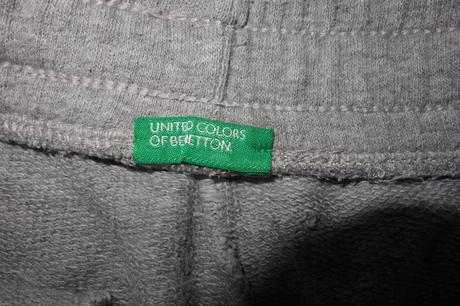 UNITED COLORS
OF BENETTON.